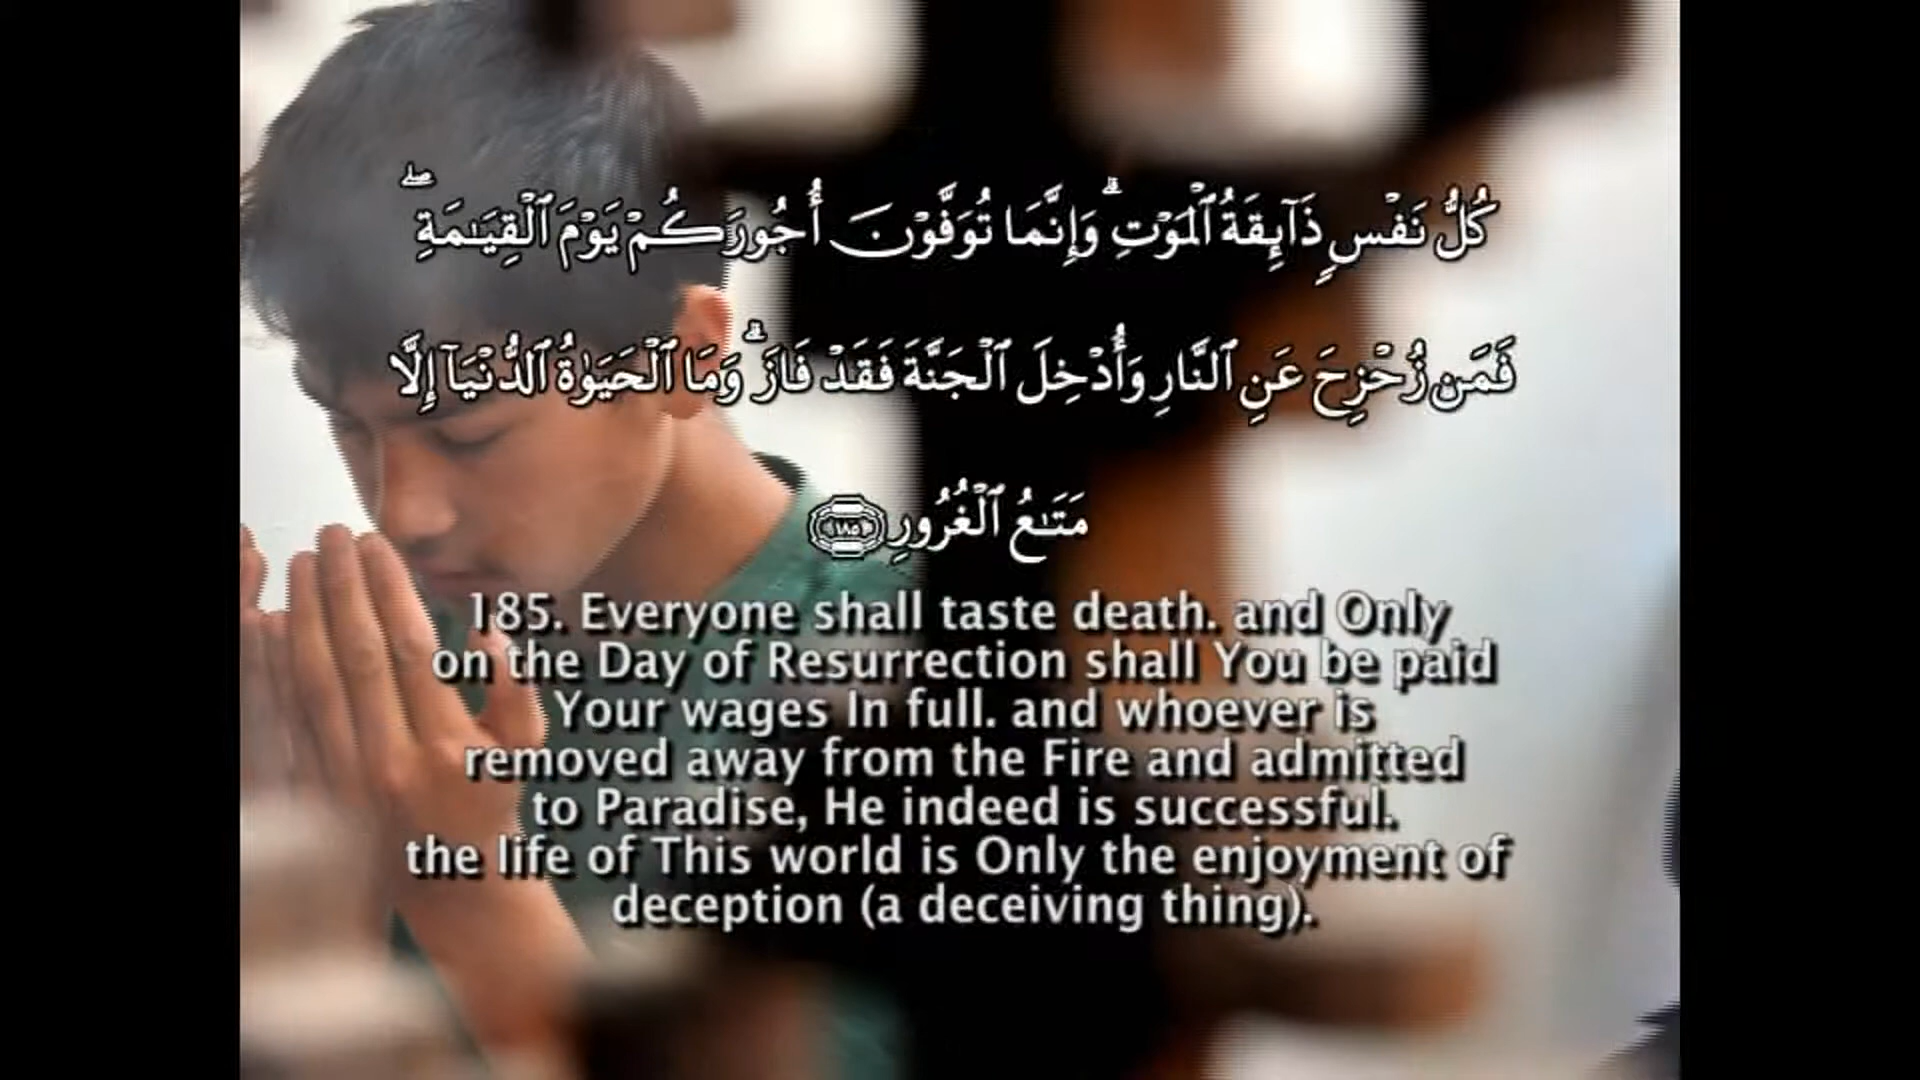 كُلُّ نَفْسٍ ذَآئِقَةُ ٱلْمَوْتِ ۗ وَإِنَّمَا تُوَفَّوْنَ أُجُورَكُمْ يَوْمَ ٱلْقِيَـٰمَةِ ۖ
فَمَن زُحْزِحَ عَنِ ٱلنَّارِ وَأُدْخِلَ ٱلْجَنَّةَ فَقَدْ فَازَ ۗ وَمَا ٱلْحَيَوٰةُ ٱلدُّنْيَآ إِلَّا
مَتَـٰعُ ٱلْغُرُورِ ١٨٥
185. Everyone shall taste death. and Only
on the Day of Resurrection shall You be paid
Your wages In full. and whoever is
removed away from the Fire and admitted
to Paradise, He indeed is successful.
the life of This world is Only the enjoyment of
deception (a deceiving thing).